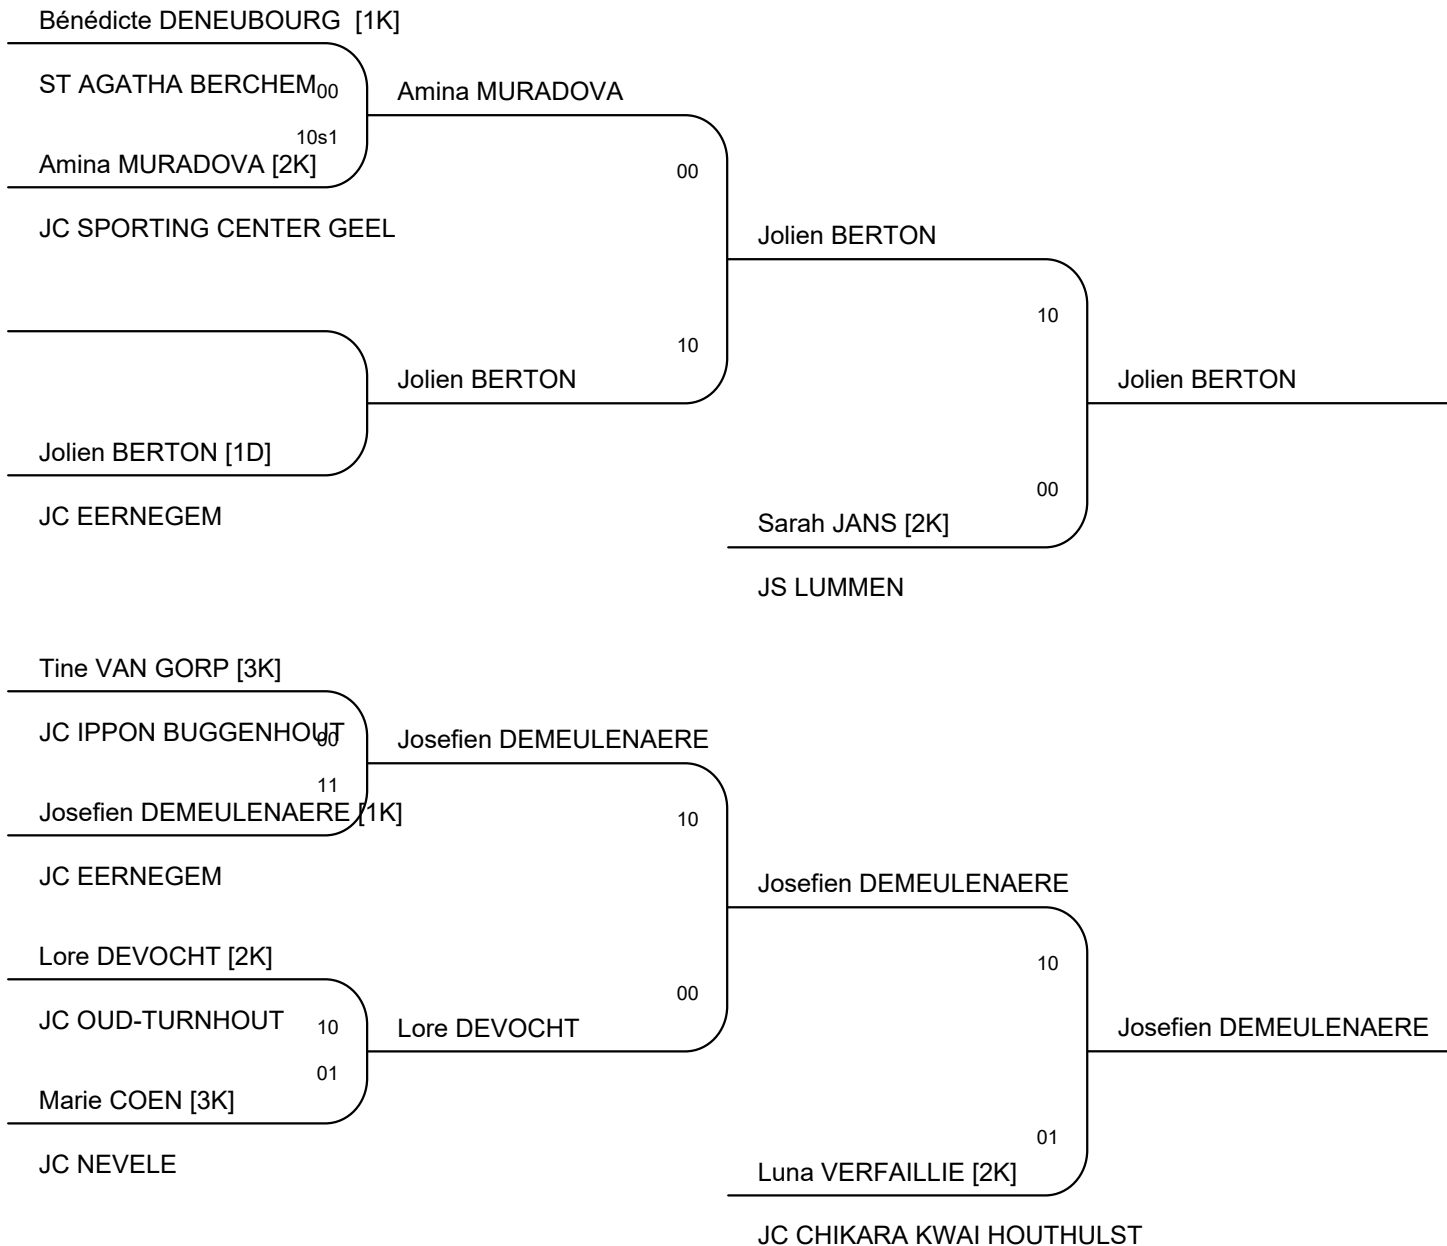 Bénédicte DENEUBOURG [1K]
ST AGATHA BERCHEM 00
Amina MURADOVA
10s1
Amina MURADOVA [2K]
00
JC SPORTING CENTER GEEL
Jolien BERTON
10
10
Jolien BERTON
Jolien BERTON
Jolien BERTON [1D]
00
JC EERNEGEM
Sarah JANS [2K]
JS LUMMEN
Tine VAN GORP [3K]
JC IPPON BUGGENHOUT 00
Josefien DEMEULENAERE
11
Josefien DEMEULENAERE [1K]
10
JC EERNEGEM
Josefien DEMEULENAERE
Lore DEVOCHT [2K]
10
00
JC OUD-TURNHOUT 10
Lore DEVOCHT
Josefien DEMEULENAERE
01
Marie COEN [3K]
01
JC NEVELE
Luna VERFAILLIE [2K]
JC CHIKARA KWAI HOUTHULST